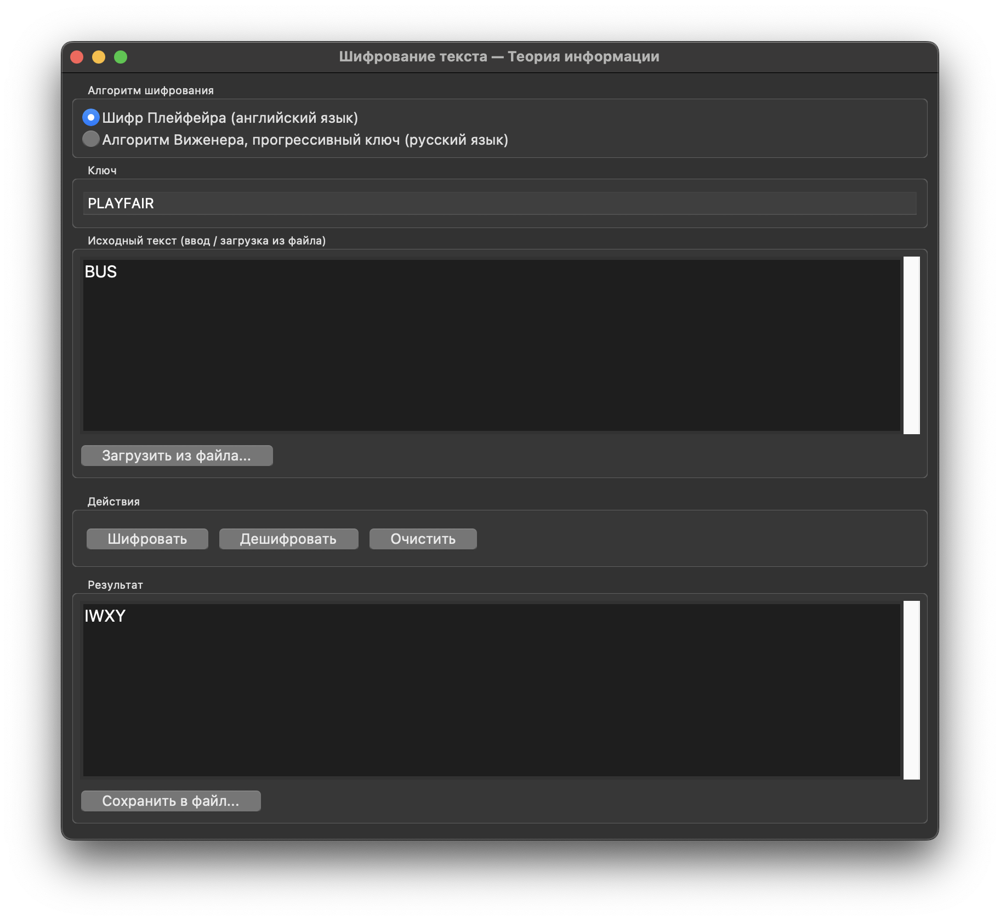 Шифрование текста — Теория информации
Алгоритм шифрования
Шифр Плейфейра (английский язык)
Алгоритм Виженера, прогрессивный ключ (русский язык)
Ключ
PLAYFAIR
Исходный текст (ввод / загрузка из файла)
BUS
Загрузить из файла...
Действия
Шифровать Дешифровать Очистить
Результат
IWXY
Сохранить в файл...